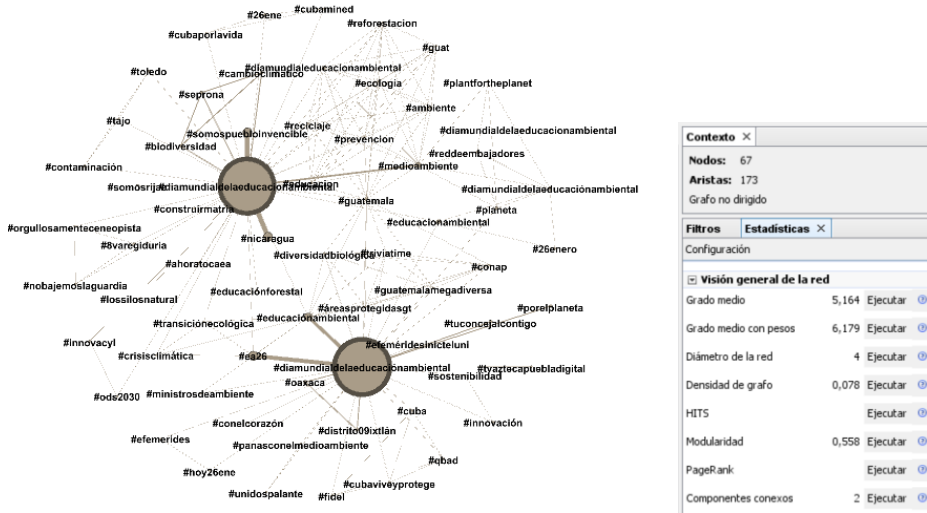 #26ene
#cubamined
#cubaporlavida
#reforestacion
#guat
#toledo
#diamundialeducacionambiental
#cambioclimatico
#ecologia
#plantfortheplanet
#seprona
#ambiente
#tajo
#somospuebloinvencible
#reciclaje
#prevencion
#diamundialdelaeducacionambiental
#biodiversidad
#reddeembajadores
#contaminación
#medioambiente
#diamundialdelaeducacionambiental
#educacion
#diamundialdelaeducaciónambiental
#guatemala
#construirmatria
#planeta
#orgullosamenteceneopista
#educacionambiental
#8varegiduria
#nicaragua
#26enero
#ahoratocaea
#diversidadbiológica
#triviatime
#conap
#nobajemoslaguardia
#lossilosnatural
#educaciónforestal
#guatemalamegadiversa
#áreasprotegidasgt
#porelplaneta
#transiciónecológica
#educaciónambiental
#tuconcejalcontigo
#innovacyl
#efeméridesinicteluni
#crisisclimática
#ea26
#diamundialdelaeducaciónambiental
#tyaztecapuebladigital
#sostenibilidad
#oaxaca
#ods2030
#ministrosdeambiente
#cuba
#conelcorazón
#innovación
#distrito09ixtlán
#efemerides
#panasconelmedioambiente
#qbad
#hoy26ene
#cubaviveyprotege
#unidospalante
#fidel
Contexto ×
Nodos: 67
Aristas: 173
Grafo no dirigido
Filtros Estadísticas ×
Configuración
Visión general de la red
Grado medio 5,164 Ejecutar
Grado medio con pesos 6,179 Ejecutar
Diámetro de la red 4 Ejecutar
Densidad de grafo 0,078 Ejecutar
HITS Ejecutar
Modularidad 0,558 Ejecutar
PageRank Ejecutar
Componentes conexos 2 Ejecutar